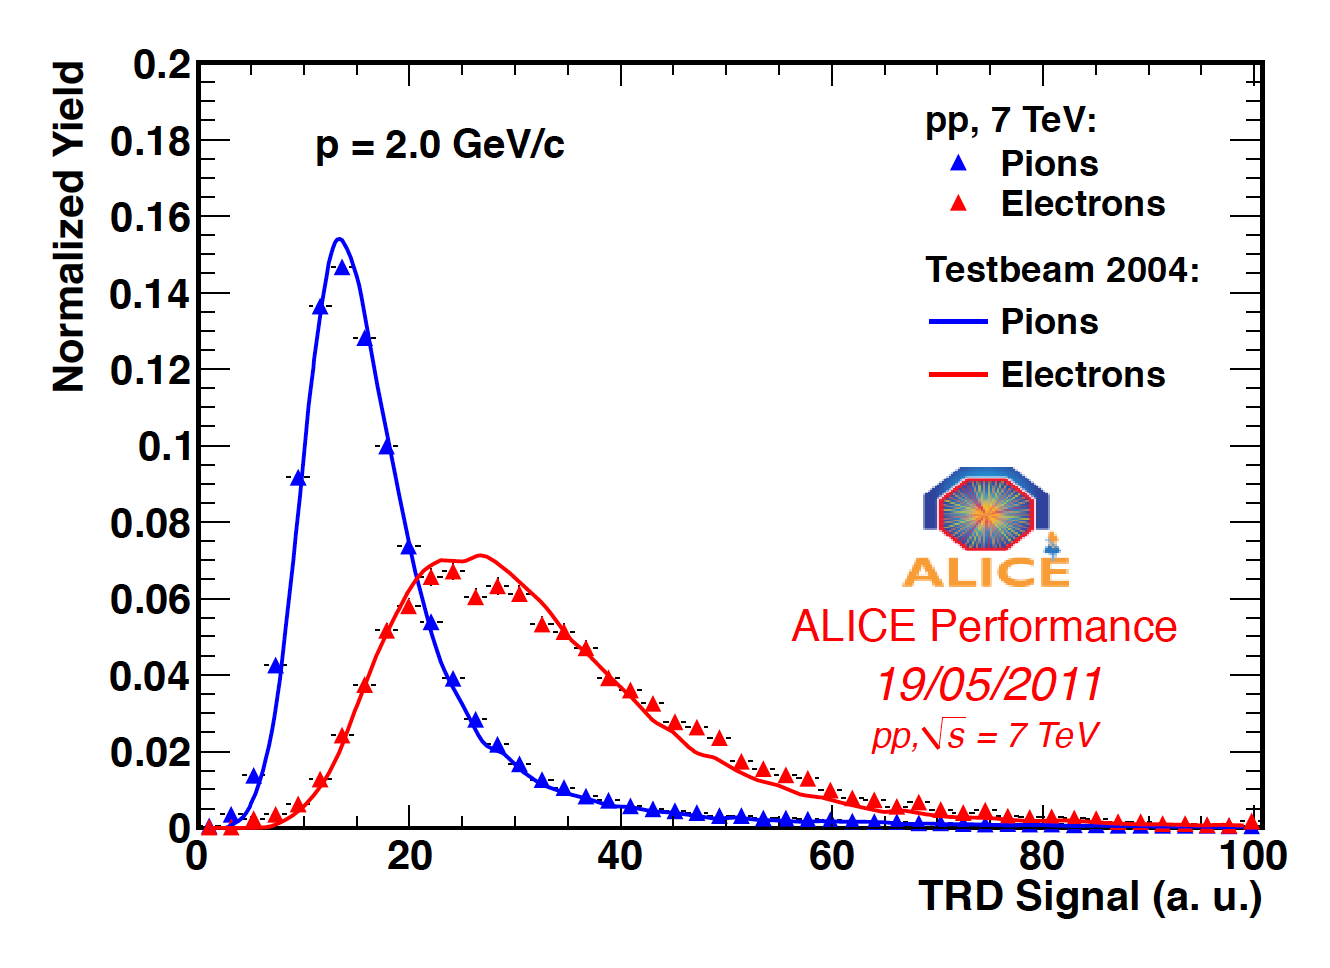 Normalized Yield
0.2
0.18
0.16
0.14
0.12
0.1
0.08
0.06
0.04
0.02
0
p = 2.0 GeV/c
pp, 7 TeV:
Pions
Electrons
Testbeam 2004:
Pions
Electrons
ALICE
ALICE Performance
19/05/2011
pp,√s = 7 TeV
0 20 40 60 80 100
TRD Signal (a. u.)